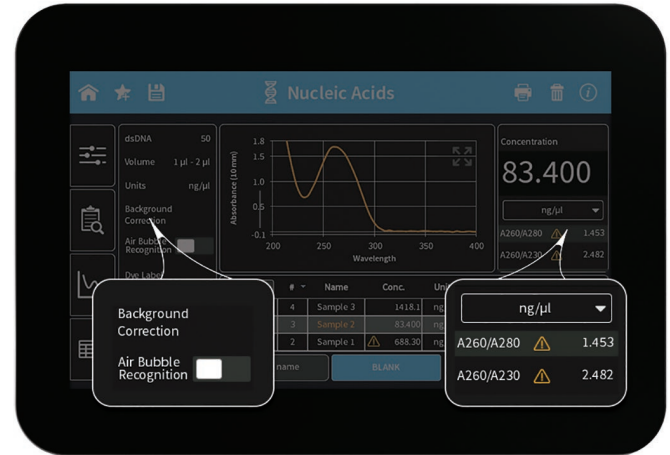 Nucleic Acids
dsDNA 50
Volume 1 µl - 2 µl
Units ng/µl
Background
Correction
Air Bubble
Recognition
Dye Label
1.8
1.5
1.0
0.5
-0.1
200 250 300 350 400
Absorbance (10 mm)
Wavelength
Concentration
83.400
ng/µl
A260/A280 1.453
A260/A230 2.482
# Name Conc.
4 Sample 3 1418.1
3 Sample 2 83.400
2 Sample 1 688.30
name
BLANK
Background
Correction
Air Bubble
Recognition
ng/µl
A260/A280 1.453
A260/A230 2.482